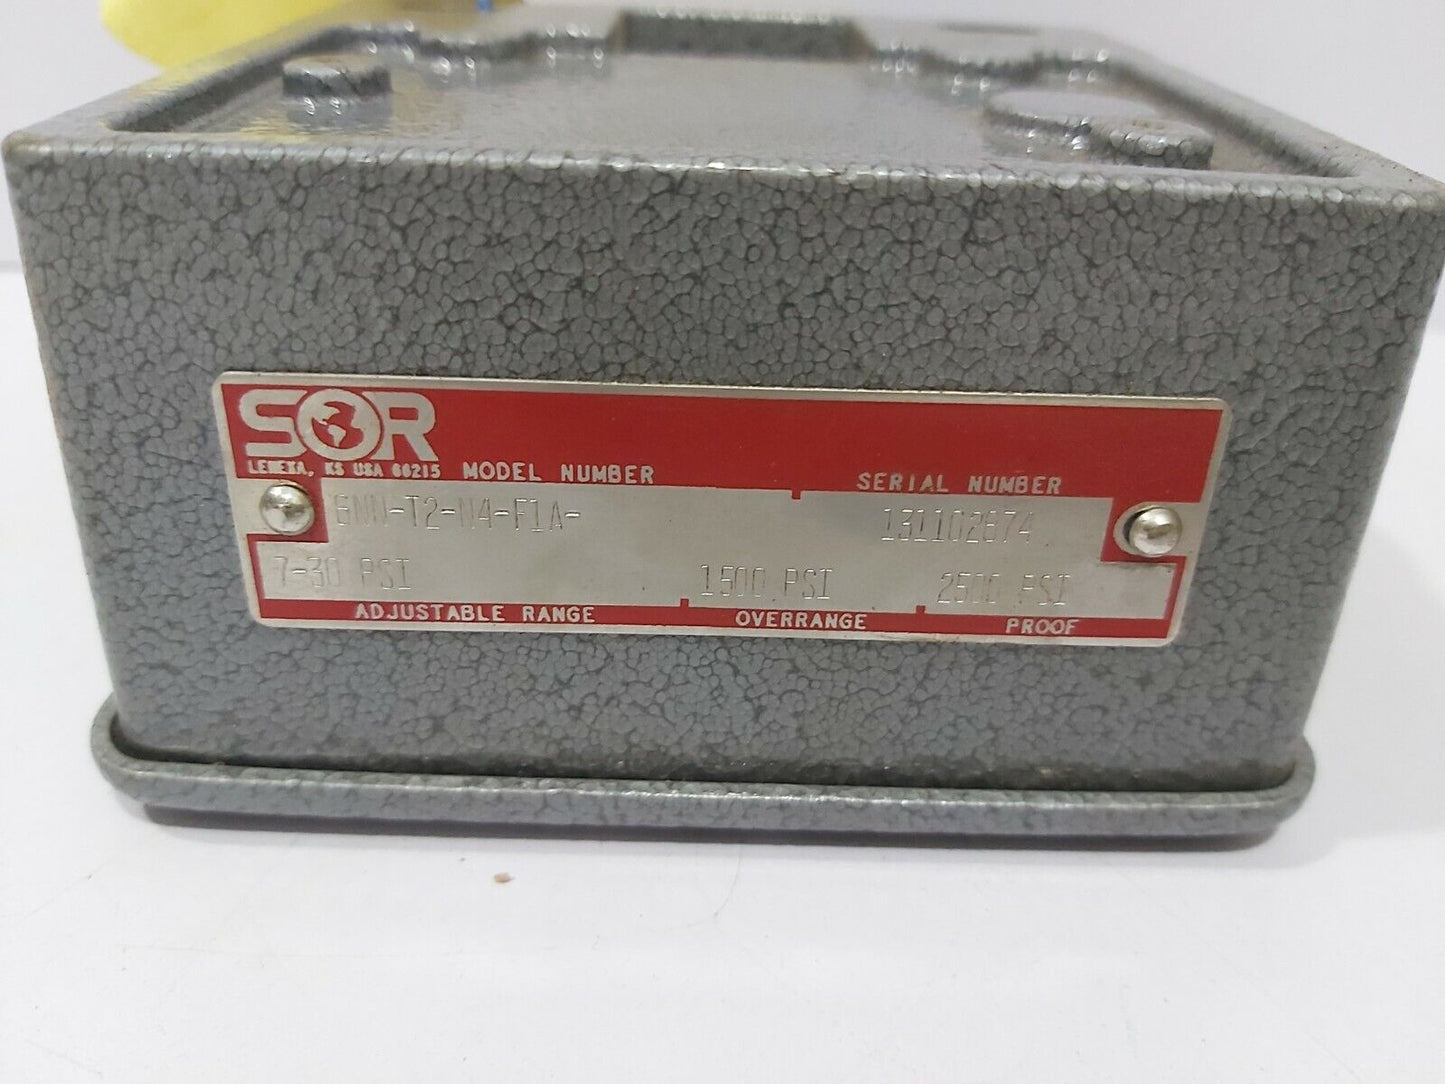 SOR
LENEXA, KS USA 66215 MODEL NUMBER SERIAL NUMBER
6NN-T2-N4-F1A- 131102874
7-30 PSI 1500 PSI 2500 PSI
ADJUSTABLE RANGE OVERRANGE PROOF